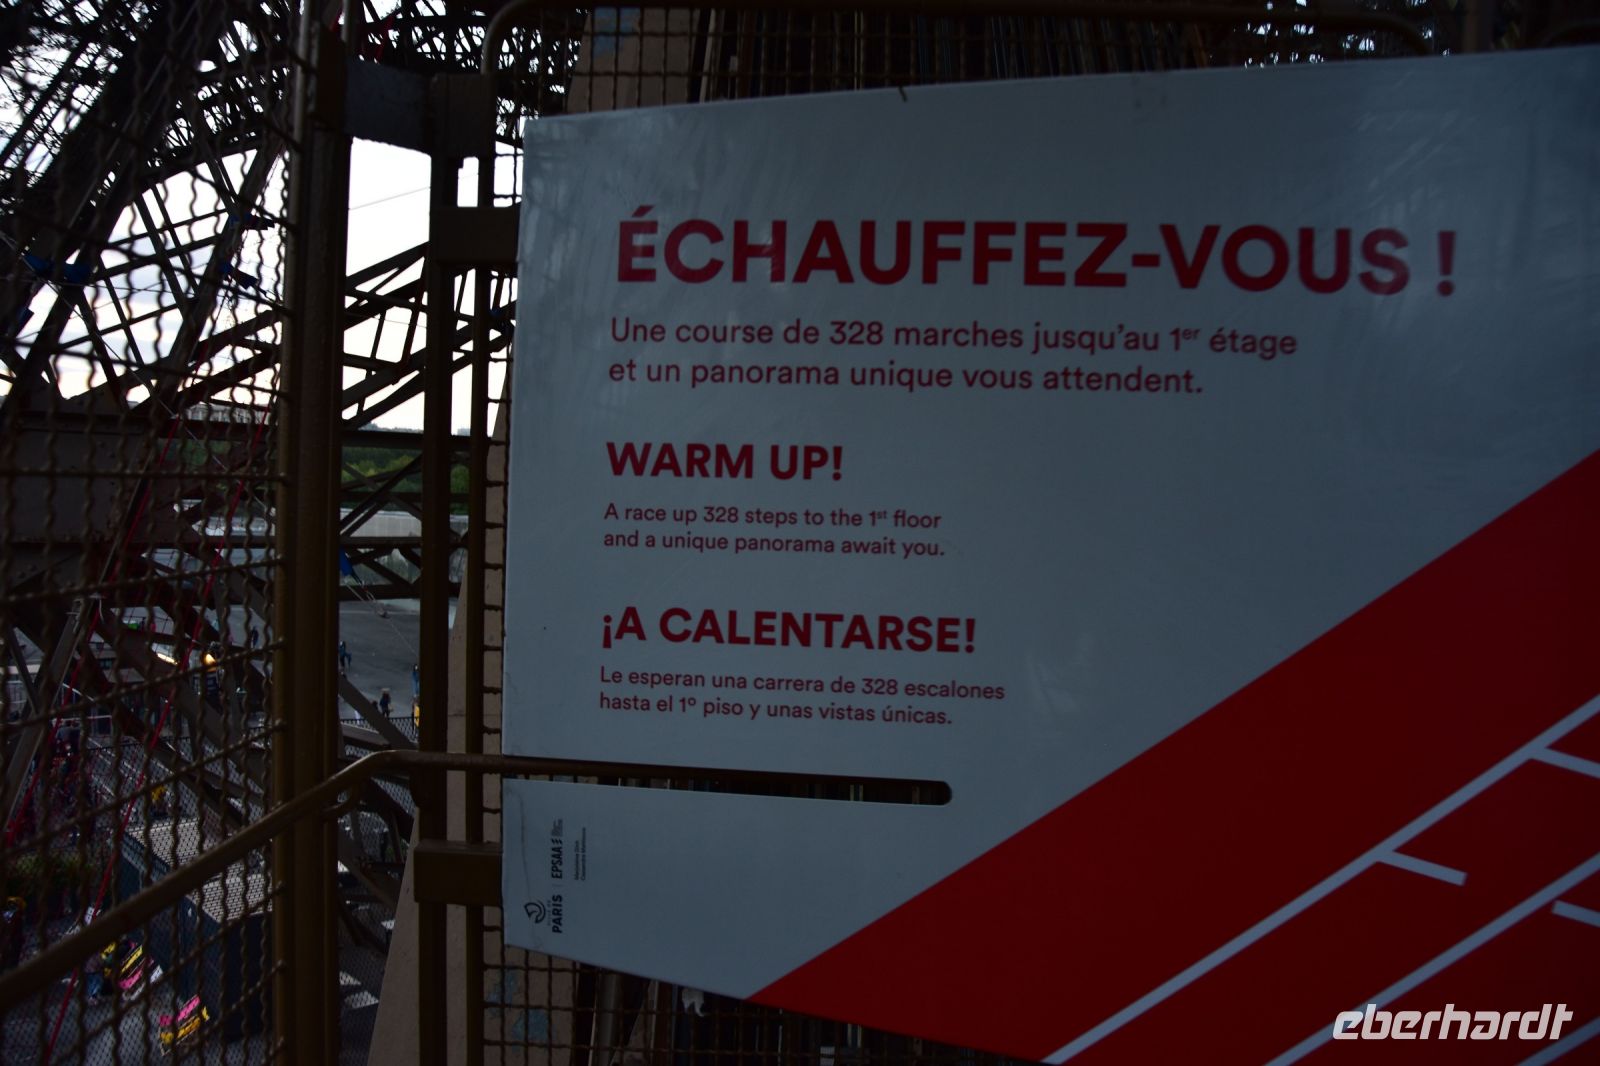 ÉCHAUFFEZ-VOUS !
Une course de 328 marches jusqu'au 1er étage
et un panorama unique vous attendent.
WARM UP!
A race up 328 steps to the 1st floor
and a unique panorama await you.
¡A CALENTARSE!
Le esperan una carrera de 328 escalones
hasta el 1º piso y unas vistas únicas.
PARIS
EPSAA
eberhardt